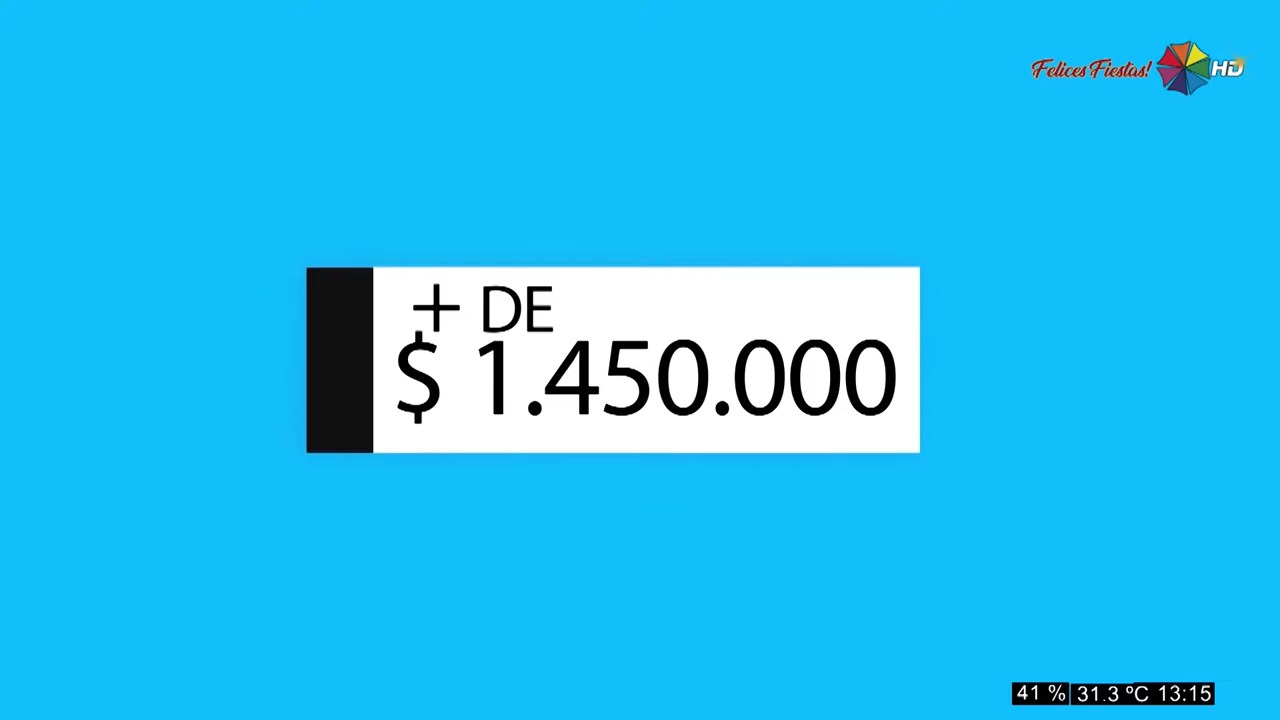 Felices Fiestas! HD
+ DE
$ 1.450.000
41 % 31.3 ºC 13:15